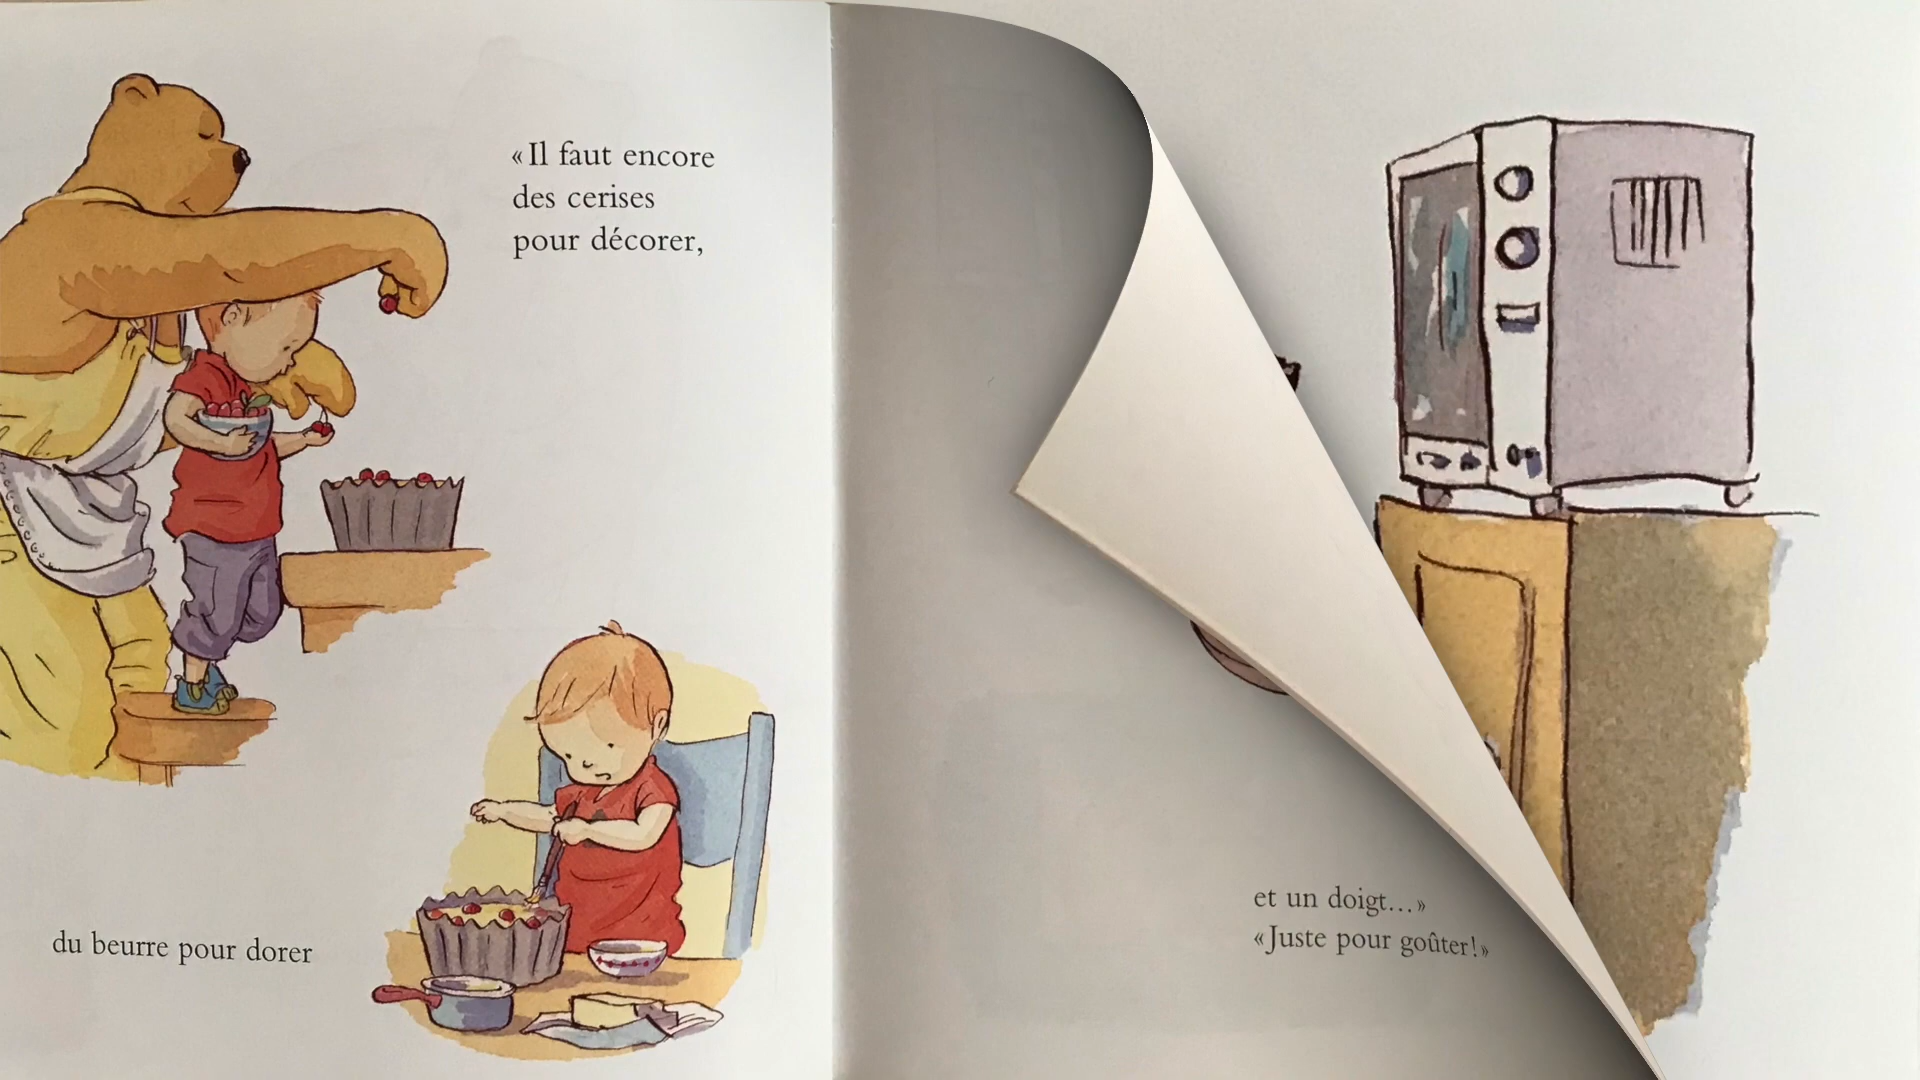 «Il faut encore
des cerises
pour décorer,
du beurre pour dorer
et un doigt...»
«Juste pour goûter!»